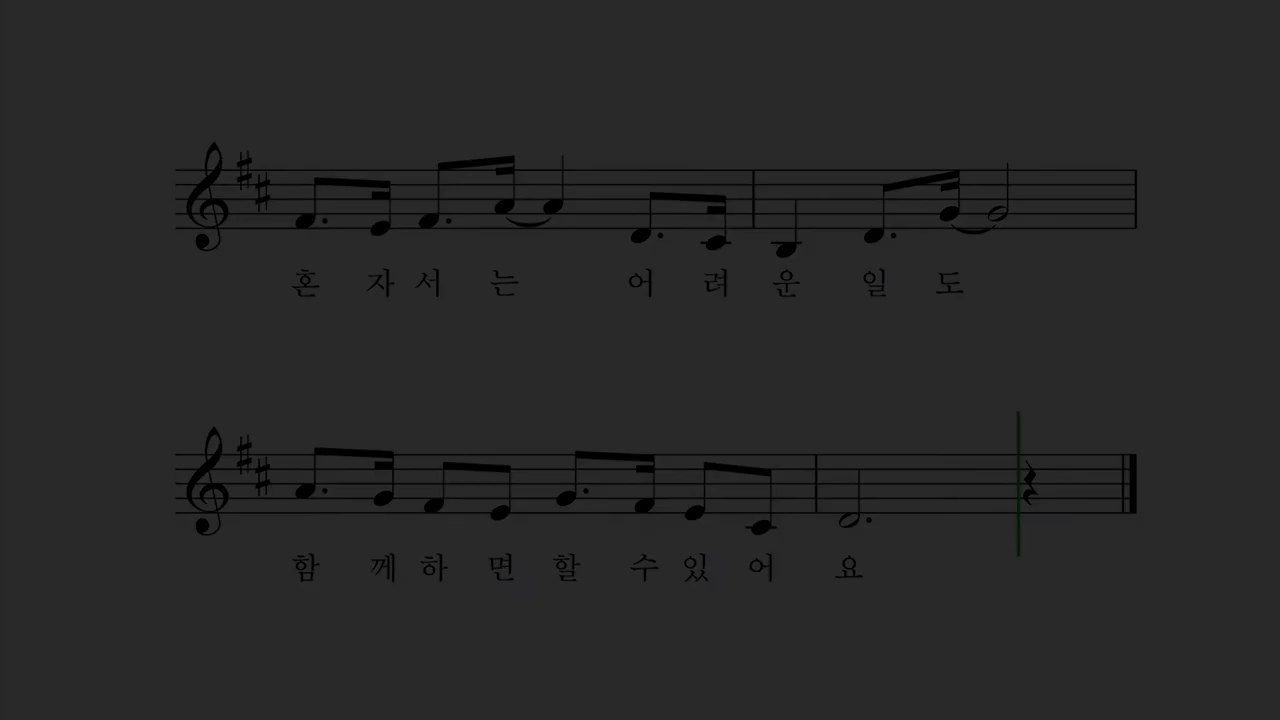 혼 자 서 는 어 려 운 일 도
함 께 하 면 할 수 있 어 요